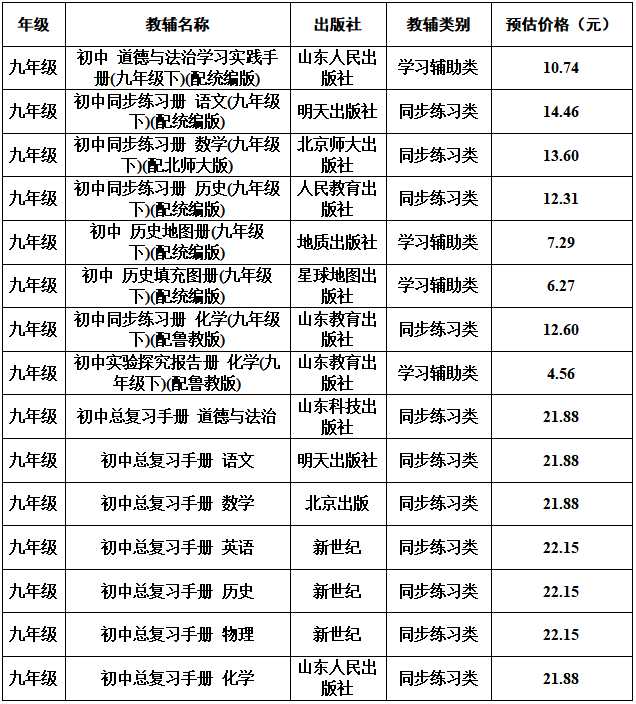 年级 教辅名称 出版社 教辅类别 预估价格（元）
九年级 初中 道德与法治学习实践手册(九年级下)(配统编版) 山东人民出版社 学习辅助类 10.74
九年级 初中同步练习册 语文(九年级下)(配统编版) 明天出版社 同步练习类 14.46
九年级 初中同步练习册 数学(九年级下)(配北师大版) 北京师大出版社 同步练习类 13.60
九年级 初中同步练习册 历史(九年级下)(配统编版) 人民教育出版社 同步练习类 12.31
九年级 初中 历史地图册(九年级下)(配统编版) 地质出版社 学习辅助类 7.29
九年级 初中 历史填充图册(九年级下)(配统编版) 星球地图出版社 学习辅助类 6.27
九年级 初中同步练习册 化学(九年级下)(配鲁教版) 山东教育出版社 同步练习类 12.60
九年级 初中实验探究报告册 化学(九年级下)(配鲁教版) 山东教育出版社 学习辅助类 4.56
九年级 初中总复习手册 道德与法治 山东科技出版社 同步练习类 21.88
九年级 初中总复习手册 语文 明天出版社 同步练习类 21.88
九年级 初中总复习手册 数学 北京出版 同步练习类 21.88
九年级 初中总复习手册 英语 新世纪 同步练习类 22.15
九年级 初中总复习手册 历史 新世纪 同步练习类 22.15
九年级 初中总复习手册 物理 新世纪 同步练习类 22.15
九年级 初中总复习手册 化学 山东人民出版社 同步练习类 21.88